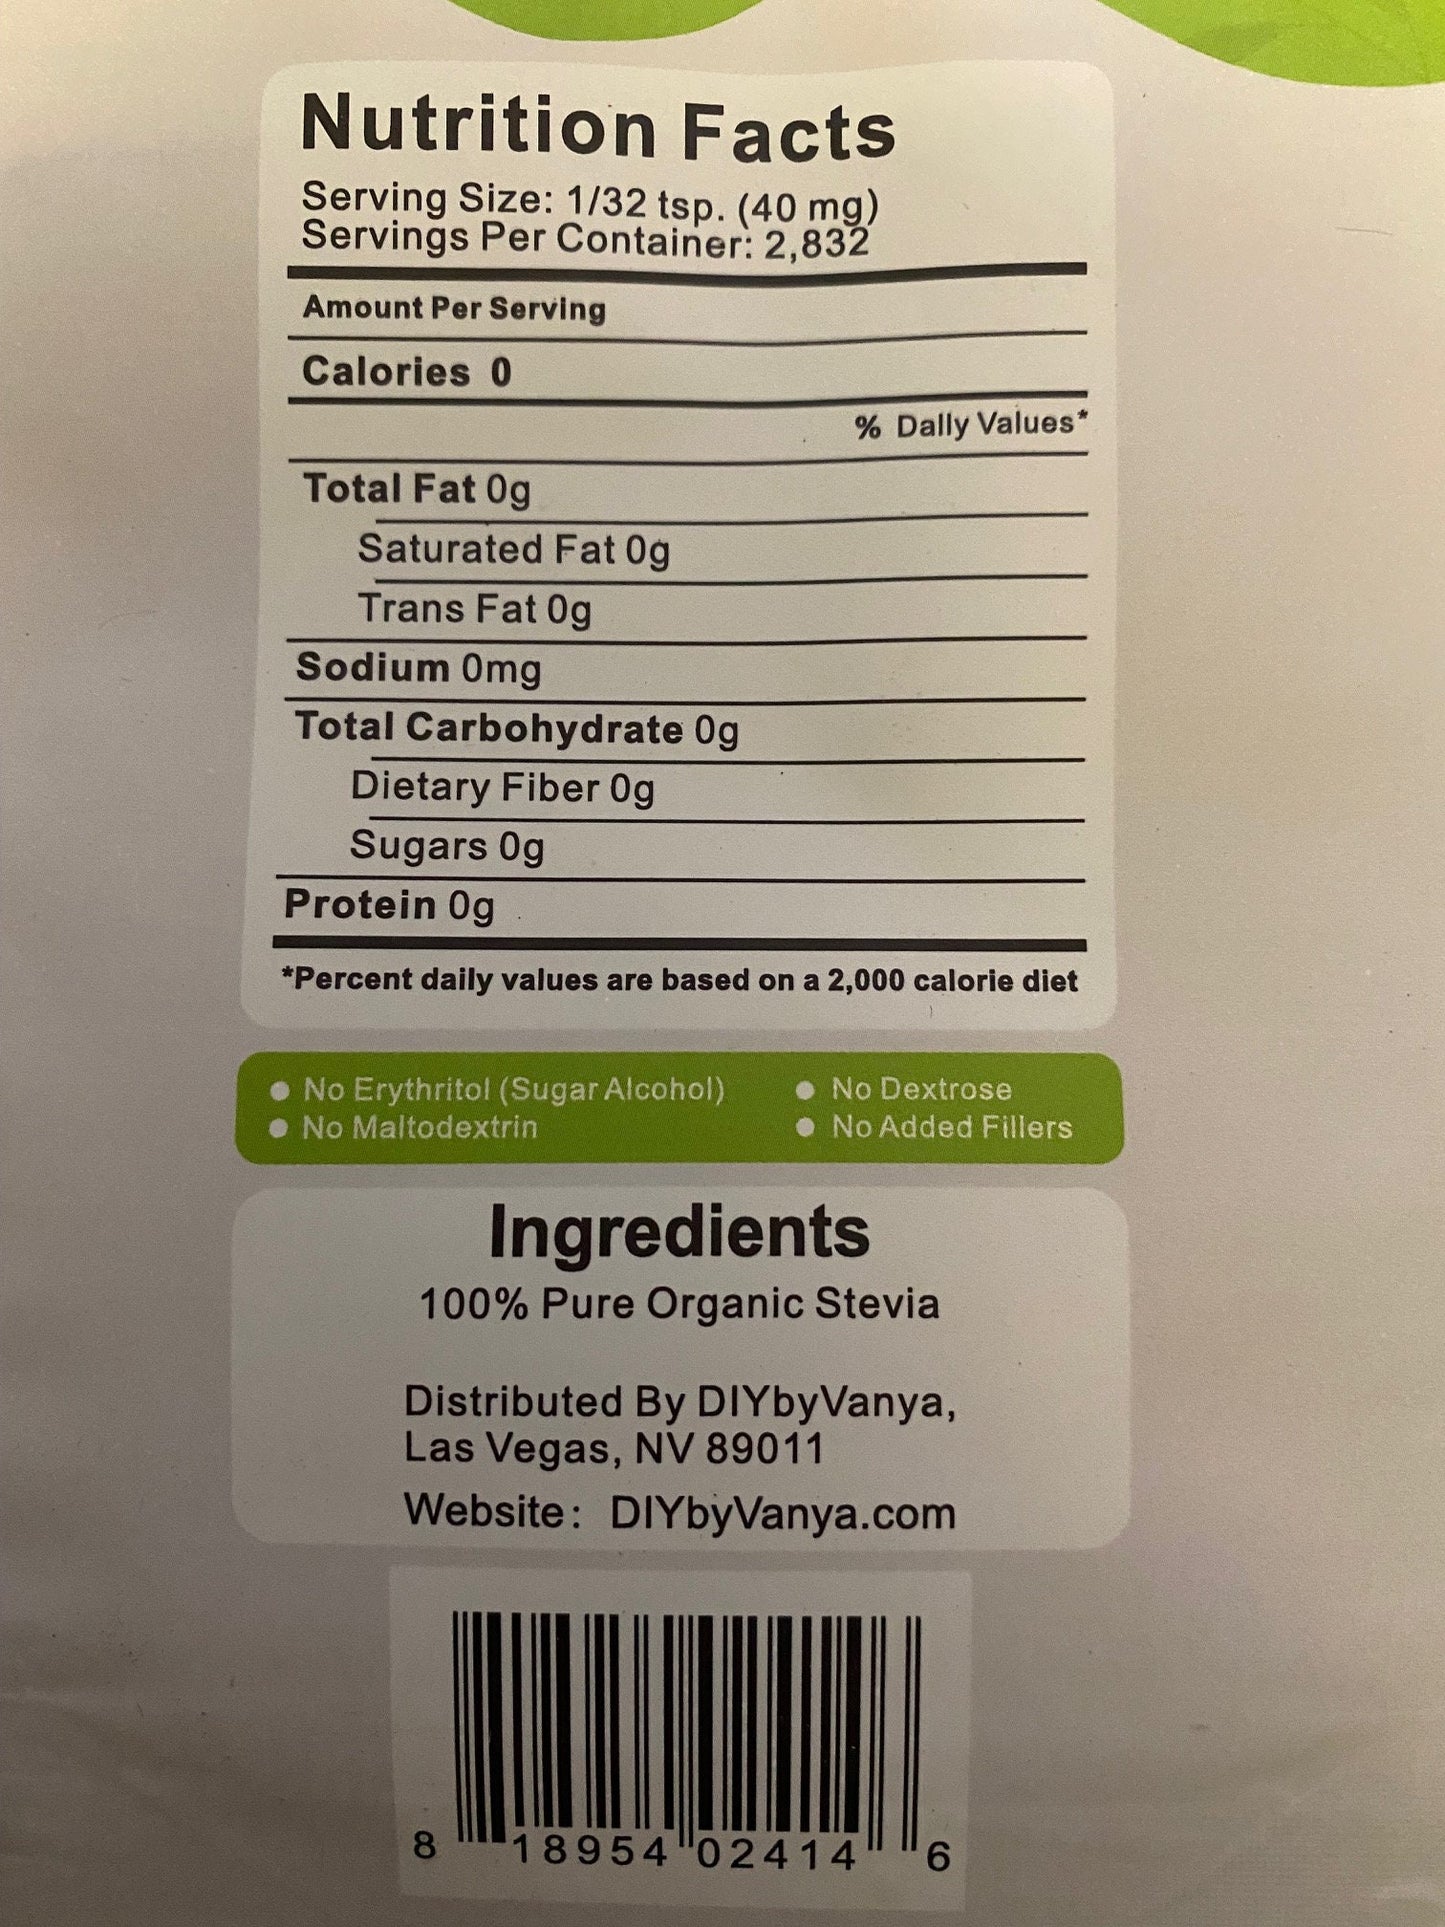 Nutrition Facts
Serving Size: 1/32 tsp. (40 mg)
Servings Per Container: 2,832
Amount Per Serving
Calories 0
% Daily Values*
Total Fat 0g
Saturated Fat 0g
Trans Fat 0g
Sodium 0mg
Total Carbohydrate 0g
Dietary Fiber 0g
Sugars 0g
Protein 0g
*Percent daily values are based on a 2,000 calorie diet
● No Erythritol (Sugar Alcohol) ● No Dextrose
● No Maltodextrin ● No Added Fillers
Ingredients
100% Pure Organic Stevia
Distributed By DIYbyVanya,
Las Vegas, NV 89011
Website: DIYbyVanya.com
8 18954 02414 6